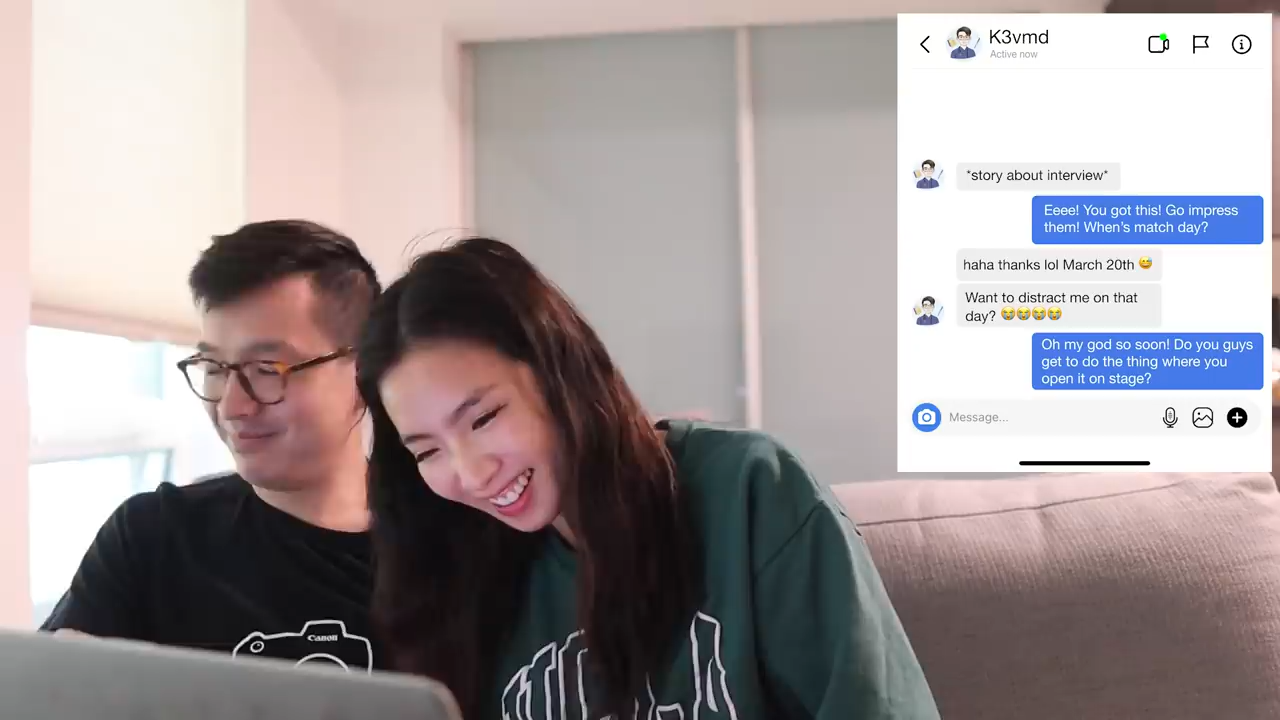 K3vmd
Active now
*story about interview*
Eeee! You got this! Go impress
them! When's match day?
haha thanks lol March 20th 😅
Want to distract me on that
day? 😭😭😭😭
Oh my god so soon! Do you guys
get to do the thing where you
open it on stage?
Message...
Canon